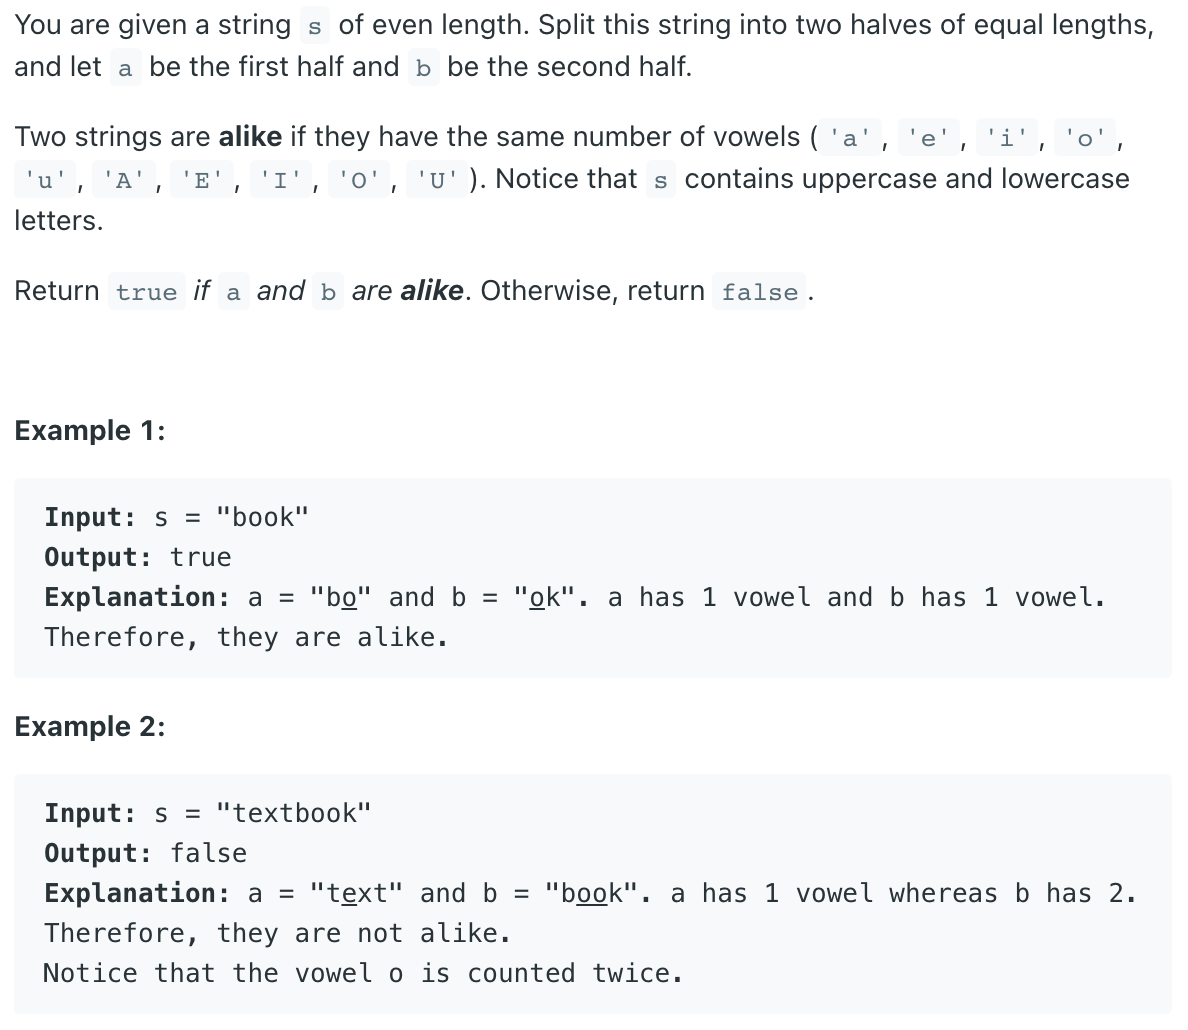 You are given a string s of even length. Split this string into two halves of equal lengths,
and let a be the first half and b be the second half.
Two strings are alike if they have the same number of vowels ( 'a' , 'e' , 'i' , 'o' ,
'u' , 'A' , 'E' , 'I' , 'O' , 'U' ). Notice that s contains uppercase and lowercase
letters.
Return true if a and b are alike. Otherwise, return false .
Example 1:
Input: s = "book"
Output: true
Explanation: a = "bo" and b = "ok". a has 1 vowel and b has 1 vowel.
Therefore, they are alike.
Example 2:
Input: s = "textbook"
Output: false
Explanation: a = "text" and b = "book". a has 1 vowel whereas b has 2.
Therefore, they are not alike.
Notice that the vowel o is counted twice.